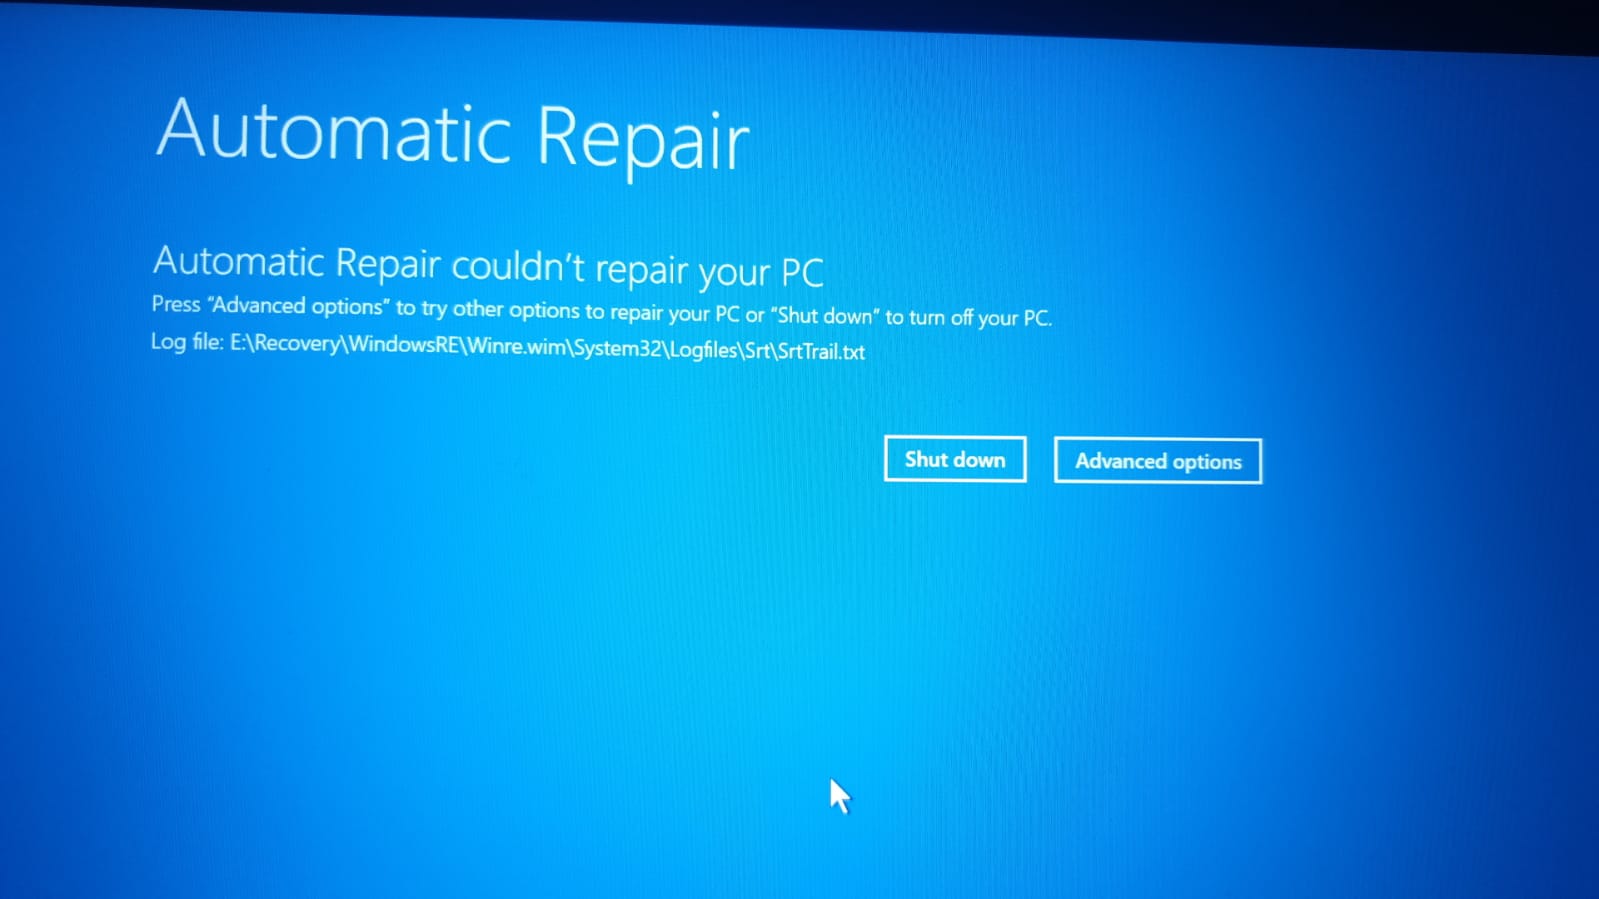 Automatic Repair
Automatic Repair couldn’t repair your PC
Press “Advanced options” to try other options to repair your PC or “Shut down” to turn off your PC.
Log file: E:\Recovery\WindowsRE\Winre.wim\System32\Logfiles\Srt\SrtTrail.txt
Shut down
Advanced options